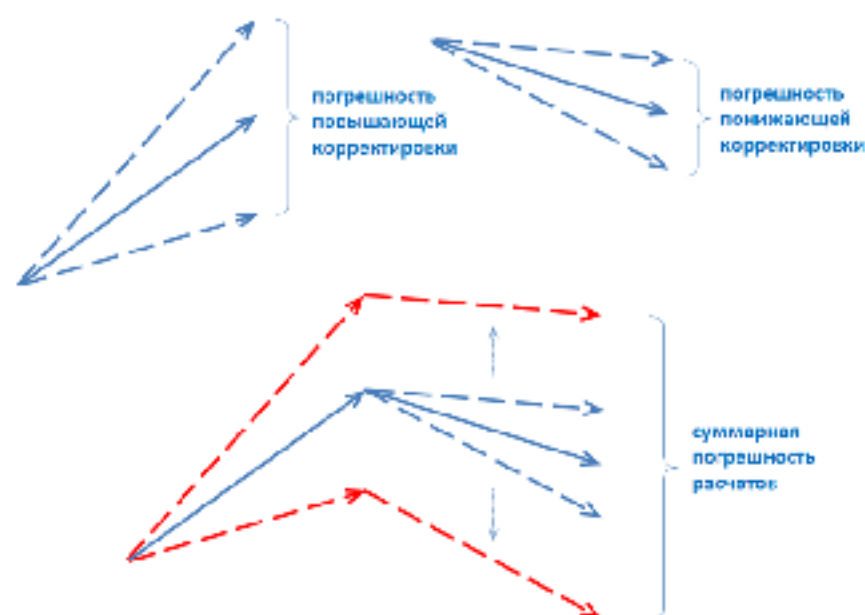 погрешность
повышающей
корректировки
погрешность
понижающей
корректировки
суммарная
погрешность
расчетов